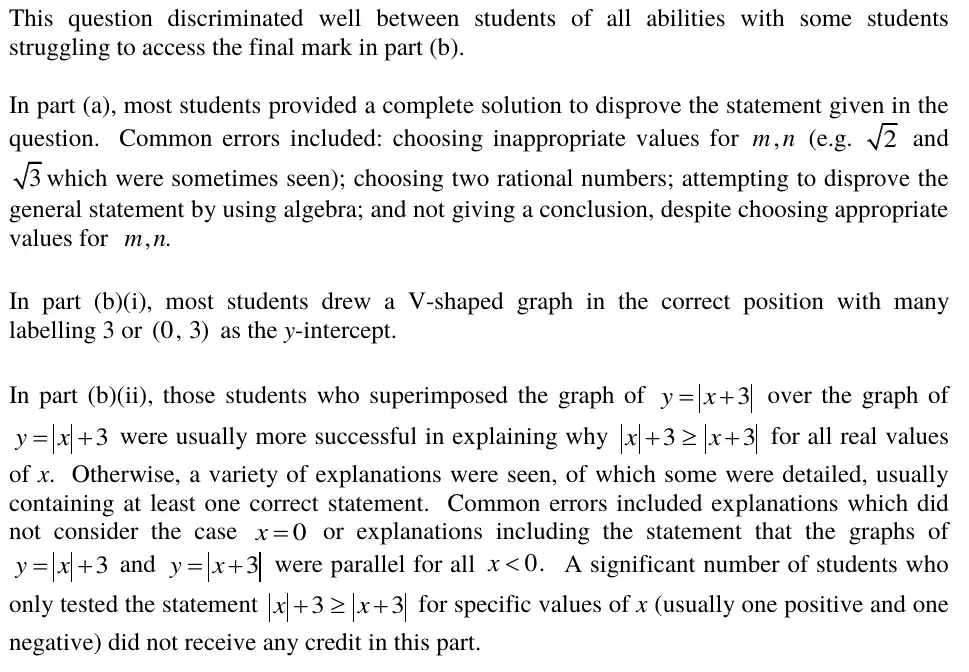 This question discriminated well between students of all abilities with some students
struggling to access the final mark in part (b).
In part (a), most students provided a complete solution to disprove the statement given in the
question. Common errors included: choosing inappropriate values for m,n (e.g. √2 and
√3 which were sometimes seen); choosing two rational numbers; attempting to disprove the
general statement by using algebra; and not giving a conclusion, despite choosing appropriate
values for m,n.
In part (b)(i), most students drew a V-shaped graph in the correct position with many
labelling 3 or (0, 3) as the y-intercept.
In part (b)(ii), those students who superimposed the graph of y=|x+3| over the graph of
y=|x|+3 were usually more successful in explaining why |x|+3≥|x+3| for all real values
of x. Otherwise, a variety of explanations were seen, of which some were detailed, usually
containing at least one correct statement. Common errors included explanations which did
not consider the case x=0 or explanations including the statement that the graphs of
y=|x|+3 and y=|x+3| were parallel for all x<0. A significant number of students who
only tested the statement |x|+3≥|x+3| for specific values of x (usually one positive and one
negative) did not receive any credit in this part.